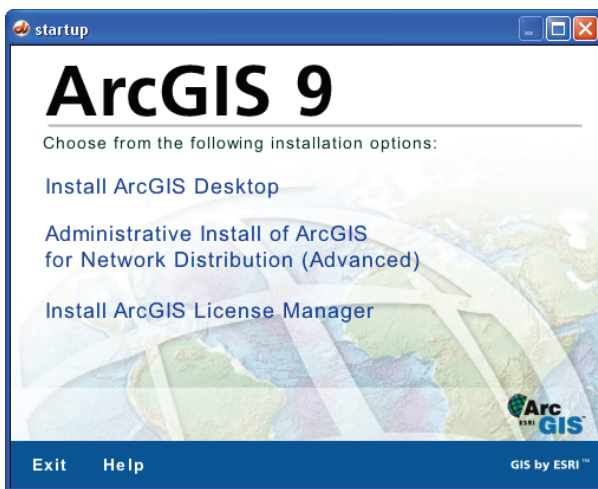 startup
ArcGIS 9
Choose from the following installation options:
Install ArcGIS Desktop
Administrative Install of ArcGIS
for Network Distribution (Advanced)
Install ArcGIS License Manager
Arc
ESRI GIS™
Exit Help GIS by ESRI™